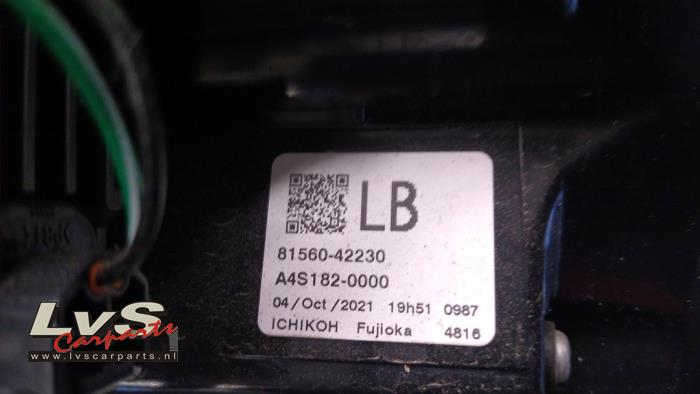 LB
81560-42230
A4S182-0000
04/Oct/2021 19h51 0987
ICHIKOH Fujioka 4816
LvS
Carparts
www.lvscarparts.nl